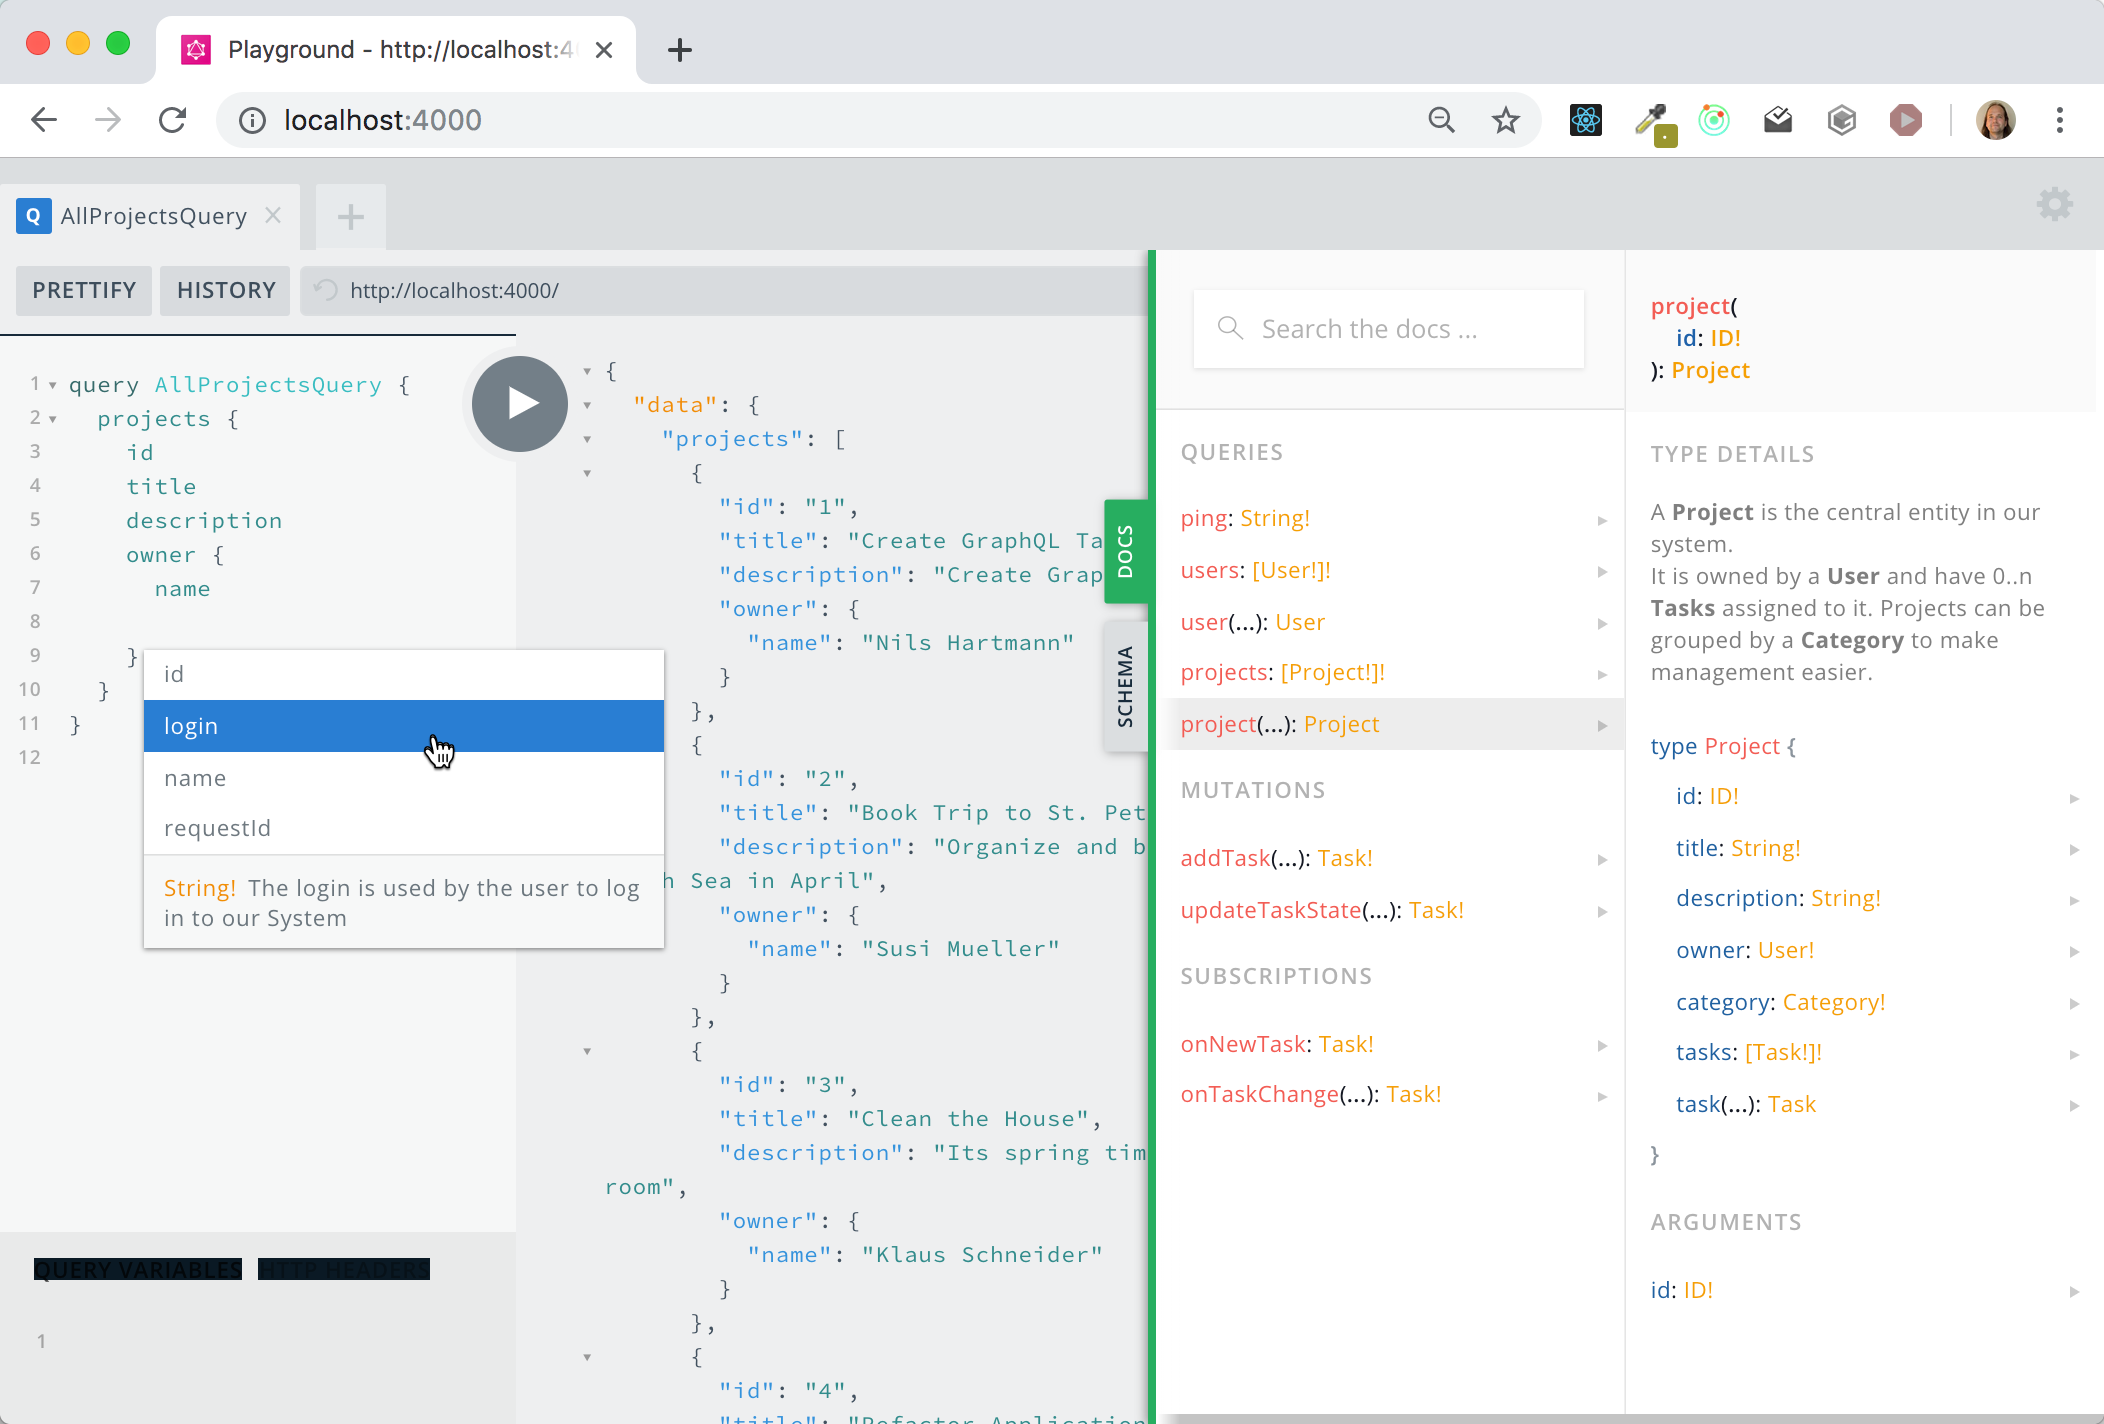 Playground - http://localhost:4
localhost:4000
Q AllProjectsQuery
PRETTIFY HISTORY http://localhost:4000/
1 query AllProjectsQuery {
2 projects {
3 id
4 title
5 description
6 owner {
7 name
8
9 }
10 }
11 }
12
id
login
name
requestId
String! The login is used by the user to log
in to our System
QUERY VARIABLES HTTP HEADERS
1
{
"data": {
"projects": [
{
"id": "1",
"title": "Create GraphQL Ta
"description": "Create Grap
"owner": {
"name": "Nils Hartmann"
}
},
{
"id": "2",
"title": "Book Trip to St. Pet
"description": "Organize and b
h Sea in April",
"owner": {
"name": "Susi Mueller"
}
},
{
"id": "3",
"title": "Clean the House",
"description": "Its spring tim
room",
"owner": {
"name": "Klaus Schneider"
}
},
{
"id": "4",
"title": "Refactor Application
DOCS
SCHEMA
Search the docs ...
QUERIES
ping: String!
users: [User!]!
user(...): User
projects: [Project!]!
project(...): Project
MUTATIONS
addTask(...): Task!
updateTaskState(...): Task!
SUBSCRIPTIONS
onNewTask: Task!
onTaskChange(...): Task!
project(
id: ID!
): Project
TYPE DETAILS
A Project is the central entity in our
system.
It is owned by a User and have 0..n
Tasks assigned to it. Projects can be
grouped by a Category to make
management easier.
type Project {
id: ID!
title: String!
description: String!
owner: User!
category: Category!
tasks: [Task!]!
task(...): Task
}
ARGUMENTS
id: ID!